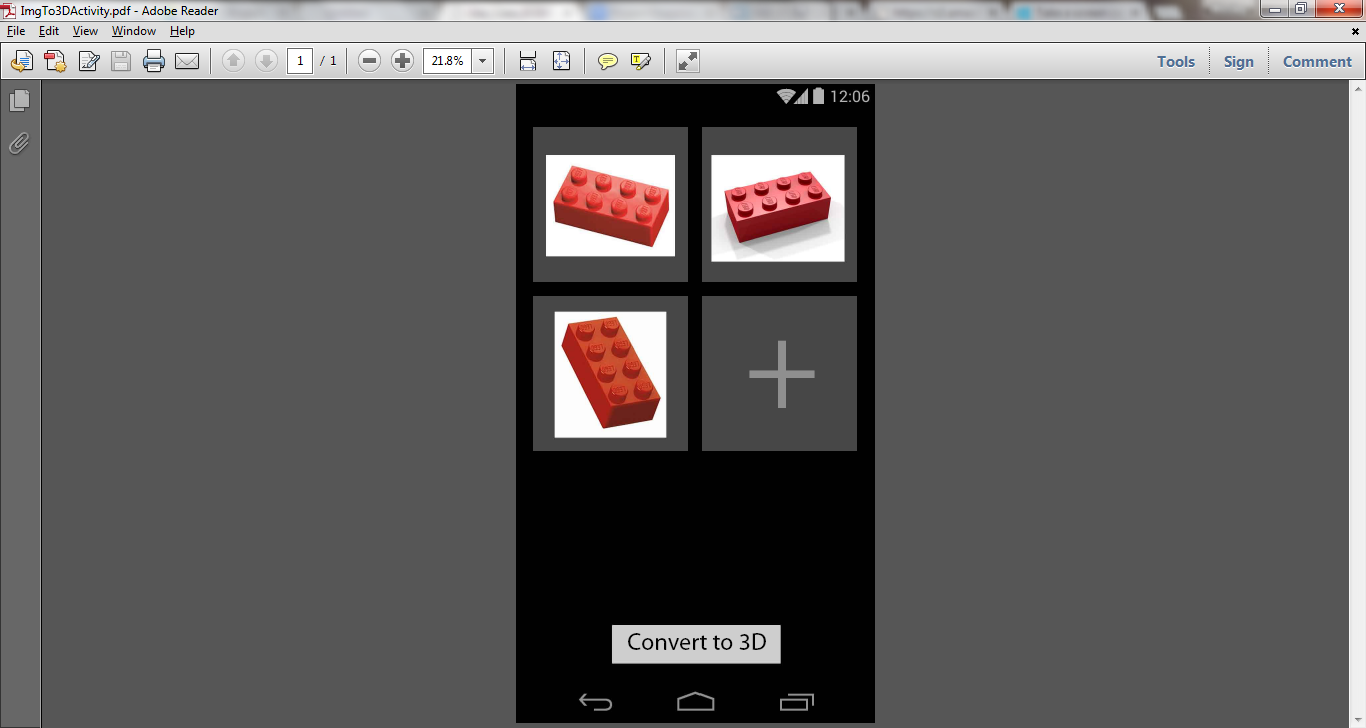 ImgTo3DActivity.pdf - Adobe Reader
File Edit View Window Help
1 / 1 21.8% Tools Sign Comment
12:06
Convert to 3D